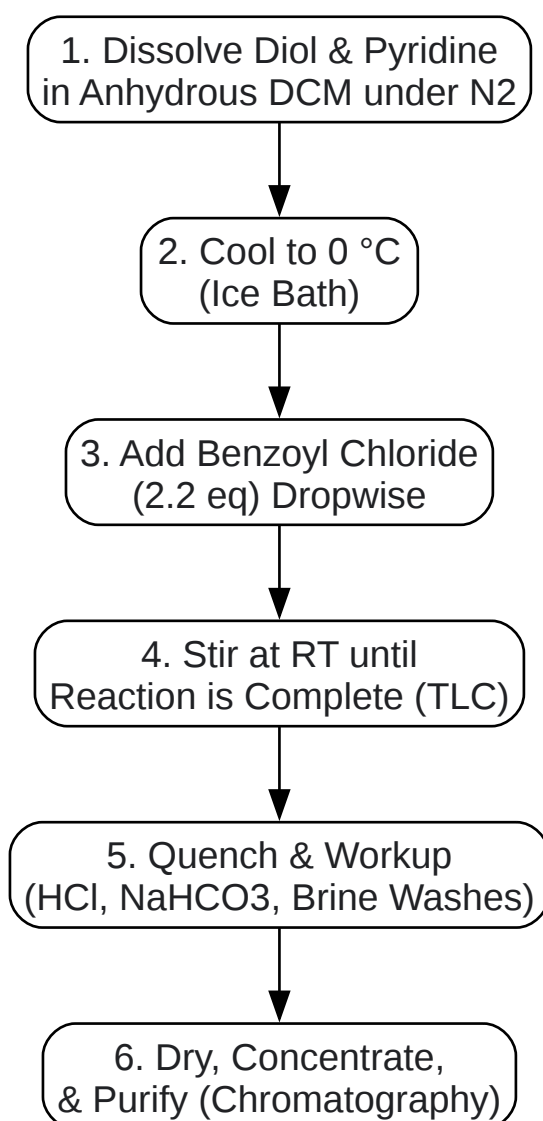 1. Dissolve Diol & Pyridine
in Anhydrous DCM under N2
2. Cool to 0 °C
(Ice Bath)
3. Add Benzoyl Chloride
(2.2 eq) Dropwise
4. Stir at RT until
Reaction is Complete (TLC)
5. Quench & Workup
(HCl, NaHCO3, Brine Washes)
6. Dry, Concentrate,
& Purify (Chromatography)